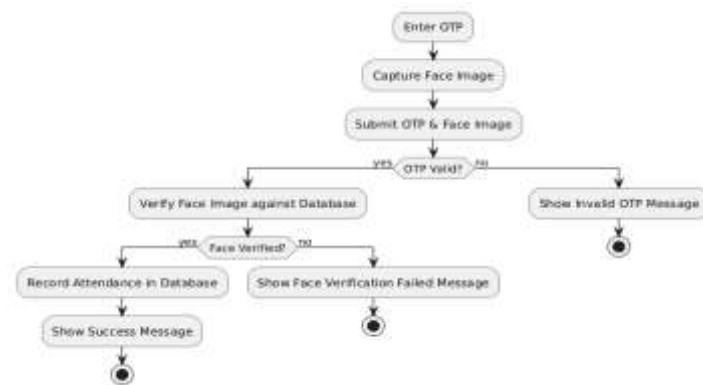 Enter OTP
Capture Face Image
Submit OTP & Face Image
yes
OTP Valid?
no
Verify Face Image against Database
Show Invalid OTP Message
yes
Face Verified?
no
Record Attendance in Database
Show Face Verification Failed Message
Show Success Message